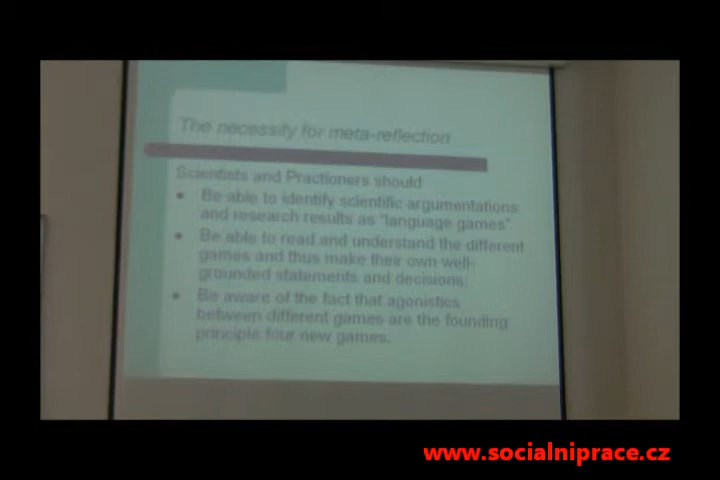 The necessity for meta-reflection
Scientists and Practioners should
• Be able to identify scientific argumentations
and research results as "language games".
• Be able to read and understand the different
games and thus make their own well-
grounded statements and decisions;
• Be aware of the fact that agonistics
between different games are the founding
principle four new games.
www.socialniprace.cz